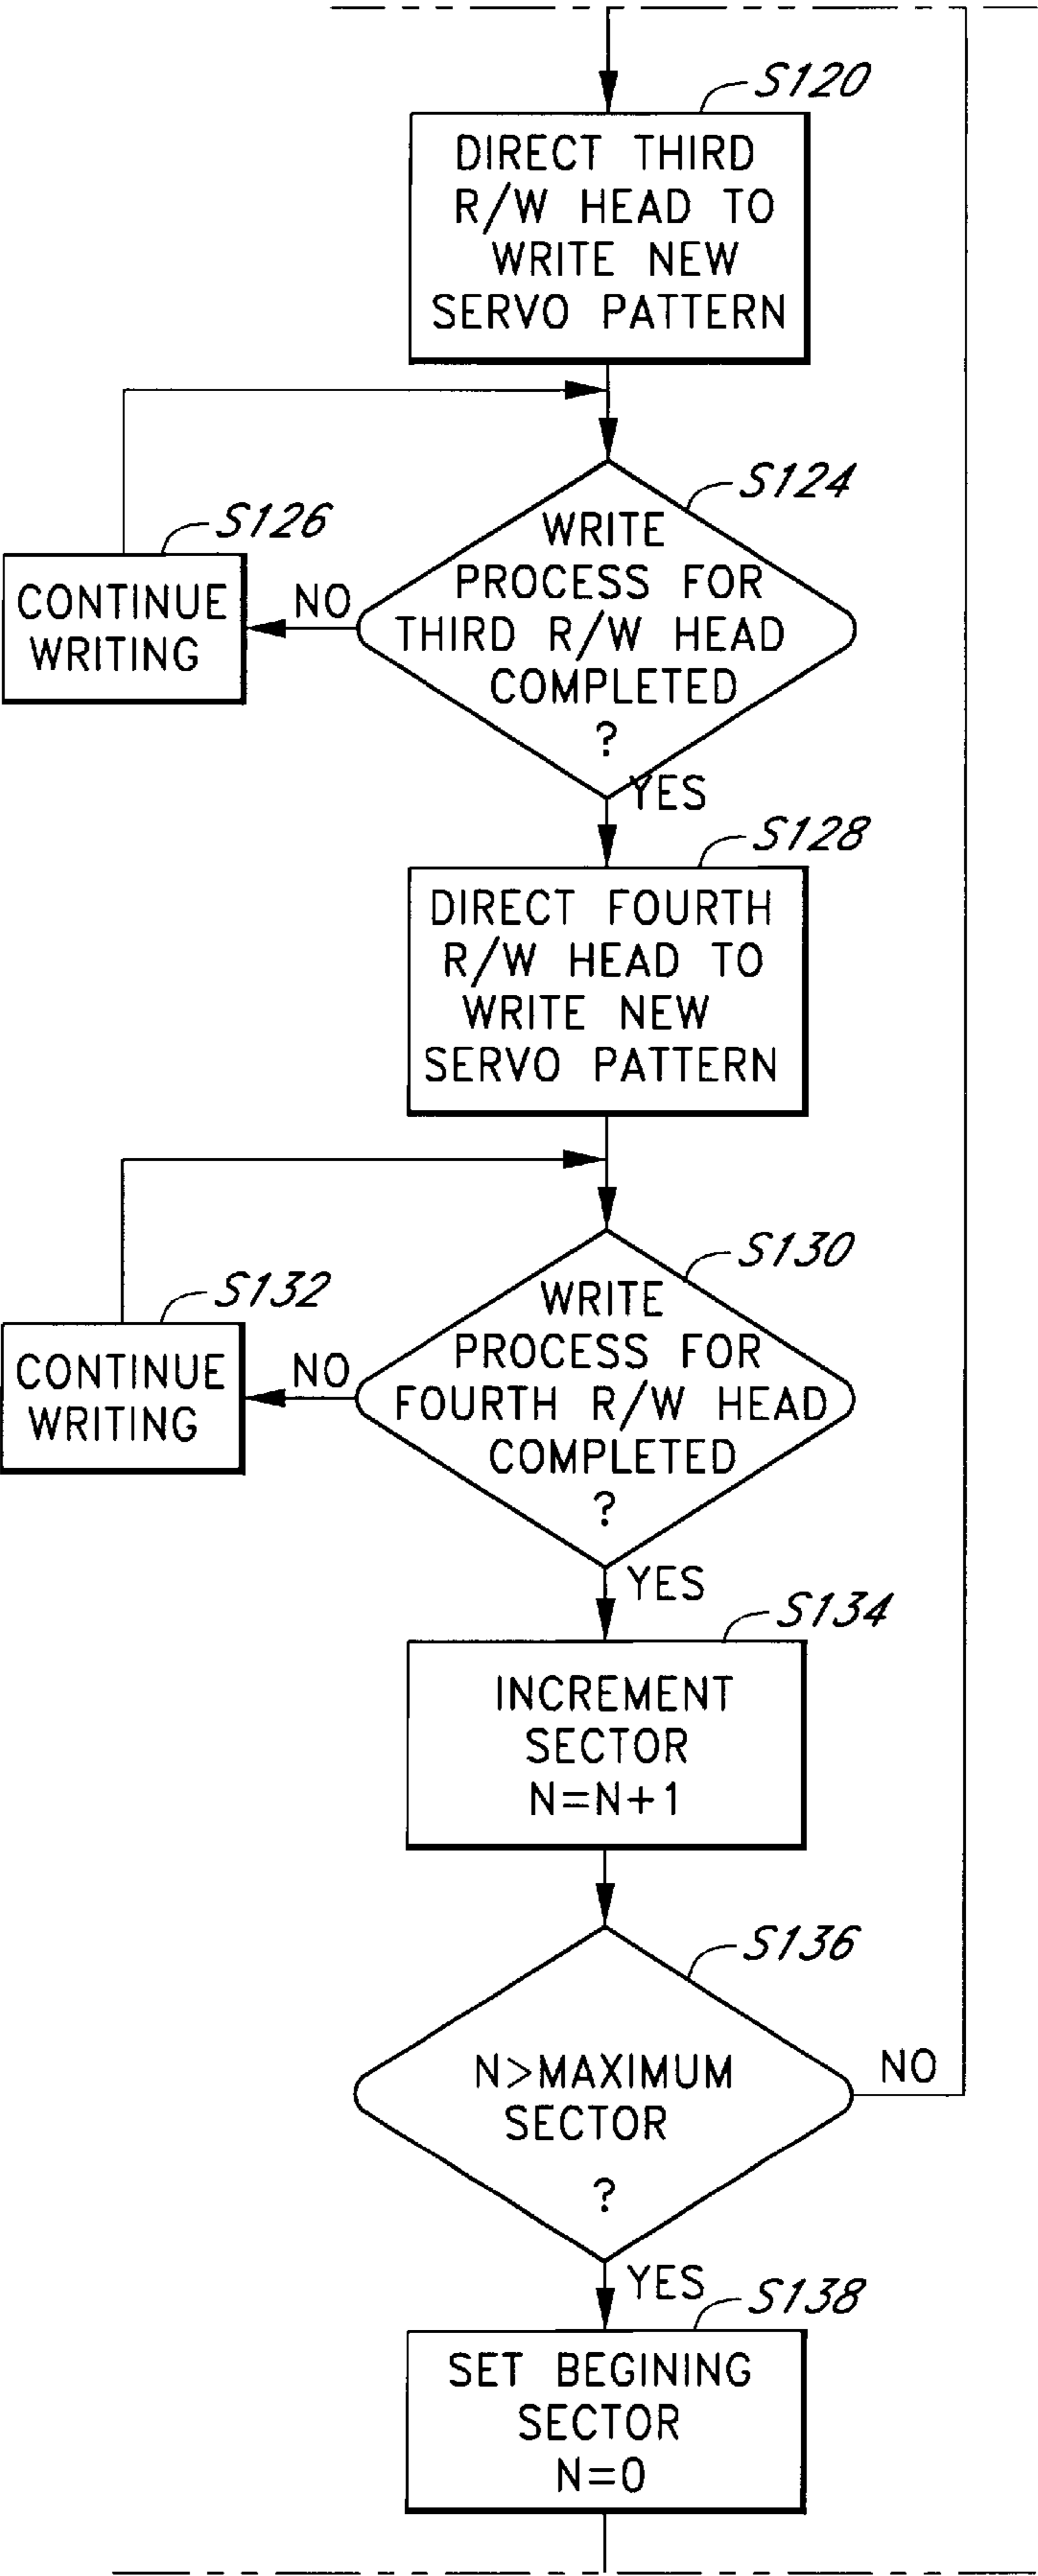 S120
DIRECT THIRD
R/W HEAD TO
WRITE NEW
SERVO PATTERN
S124
WRITE
PROCESS FOR
THIRD R/W HEAD
COMPLETED
?
S126
CONTINUE
WRITING
NO
YES
S128
DIRECT FOURTH
R/W HEAD TO
WRITE NEW
SERVO PATTERN
S130
WRITE
PROCESS FOR
FOURTH R/W HEAD
COMPLETED
?
S132
CONTINUE
WRITING
NO
YES
S134
INCREMENT
SECTOR
N=N+1
S136
N>MAXIMUM
SECTOR
?
NO
YES
S138
SET BEGINING
SECTOR
N=0